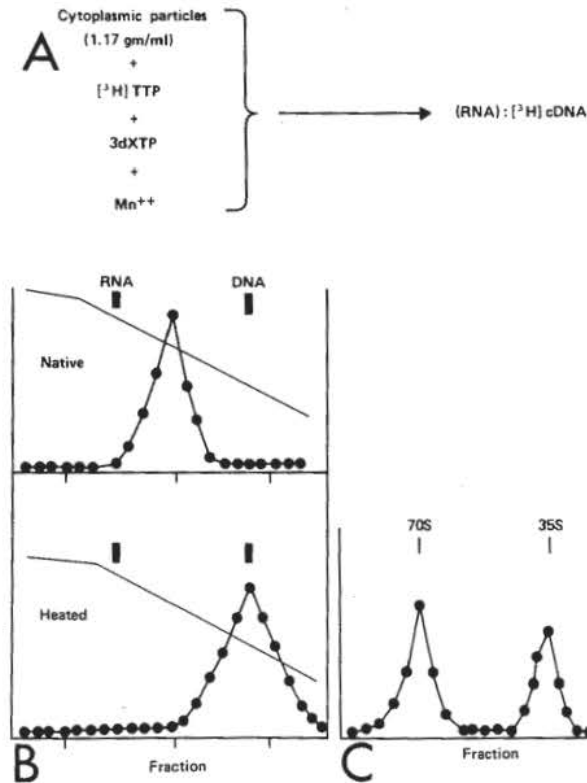 A
Cytoplasmic particles
(1.17 gm/ml)
+
[³H] TTP
+
3dXTP
+
Mn⁺⁺
(RNA) : [³H] cDNA
RNA
DNA
Native
Heated
B
Fraction
70S
35S
C
Fraction